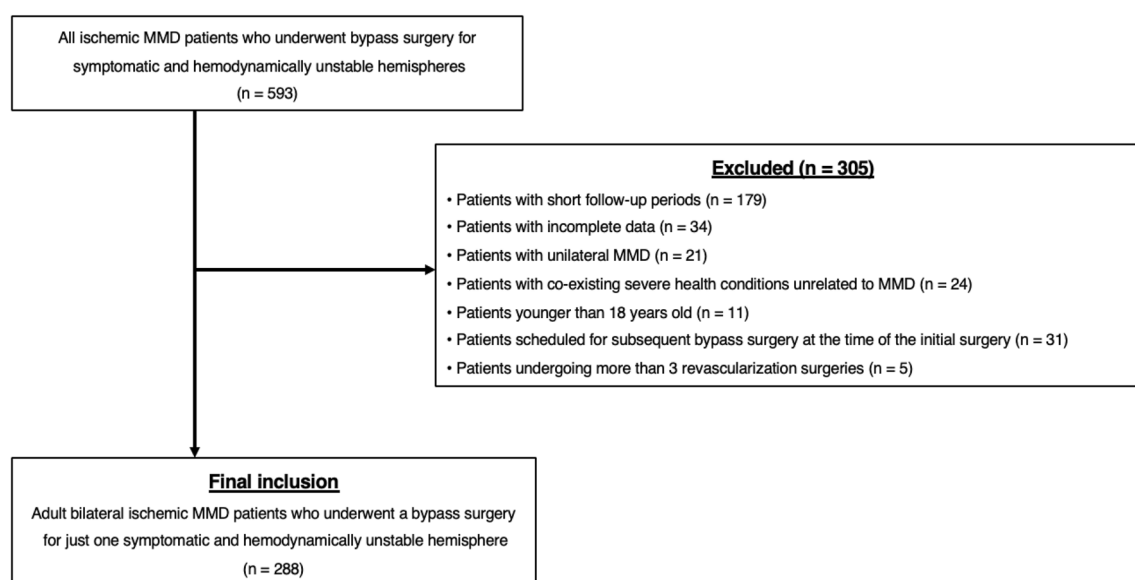 All ischemic MMD patients who underwent bypass surgery for
symptomatic and hemodynamically unstable hemispheres
(n = 593)
Excluded (n = 305)
• Patients with short follow-up periods (n = 179)
• Patients with incomplete data (n = 34)
• Patients with unilateral MMD (n = 21)
• Patients with co-existing severe health conditions unrelated to MMD (n = 24)
• Patients younger than 18 years old (n = 11)
• Patients scheduled for subsequent bypass surgery at the time of the initial surgery (n = 31)
• Patients undergoing more than 3 revascularization surgeries (n = 5)
Final inclusion
Adult bilateral ischemic MMD patients who underwent a bypass surgery
for just one symptomatic and hemodynamically unstable hemisphere
(n = 288)